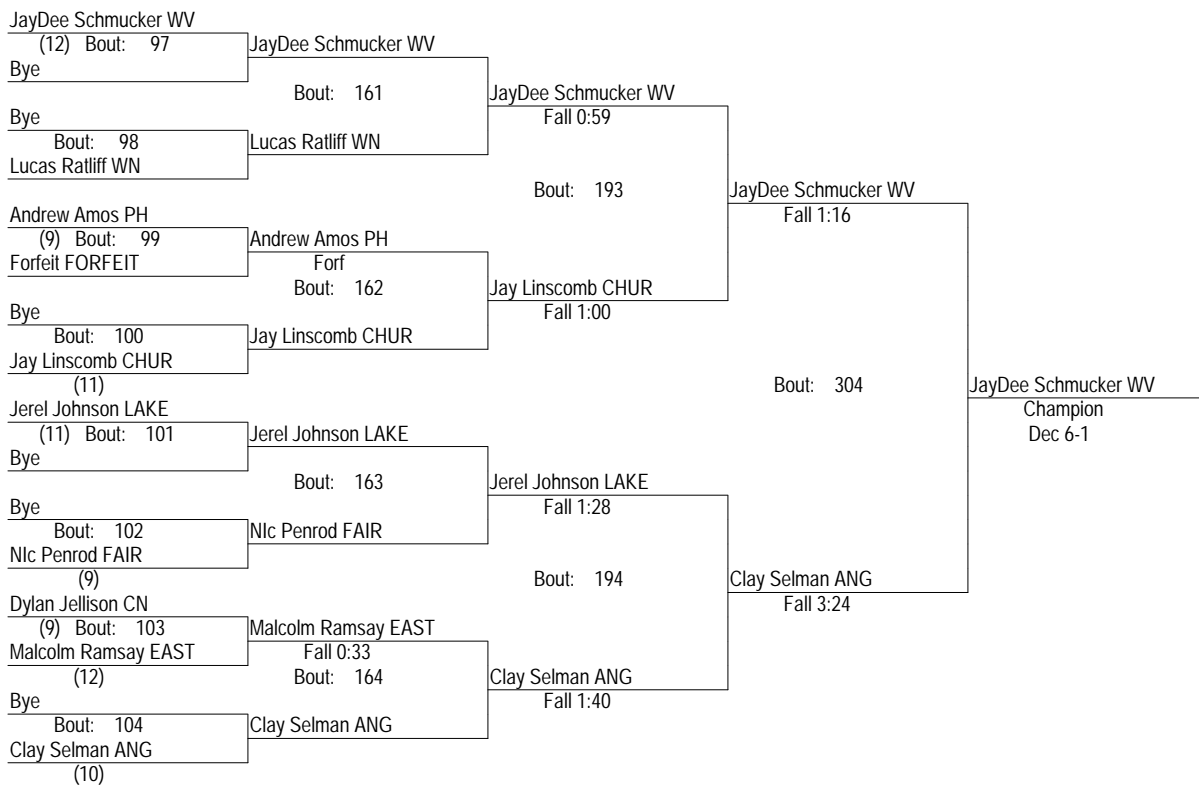 JayDee Schmucker WV
(12) Bout: 97
JayDee Schmucker WV
Bye
Bout: 161
JayDee Schmucker WV
Bye
Fall 0:59
Bout: 98
Lucas Ratliff WN
Lucas Ratliff WN
Bout: 193
JayDee Schmucker WV
Andrew Amos PH
Fall 1:16
(9) Bout: 99
Andrew Amos PH
Forfeit FORFEIT
Forf
Bout: 162
Jay Linscomb CHUR
Bye
Fall 1:00
Bout: 100
Jay Linscomb CHUR
Jay Linscomb CHUR
(11)
Bout: 304
JayDee Schmucker WV
Jerel Johnson LAKE
Champion
(11) Bout: 101
Jerel Johnson LAKE
Dec 6-1
Bye
Bout: 163
Jerel Johnson LAKE
Bye
Fall 1:28
Bout: 102
NIc Penrod FAIR
NIc Penrod FAIR
(9)
Bout: 194
Clay Selman ANG
Dylan Jellison CN
Fall 3:24
(9) Bout: 103
Malcolm Ramsay EAST
Malcolm Ramsay EAST
Fall 0:33
(12)
Bout: 164
Clay Selman ANG
Bye
Fall 1:40
Bout: 104
Clay Selman ANG
Clay Selman ANG
(10)